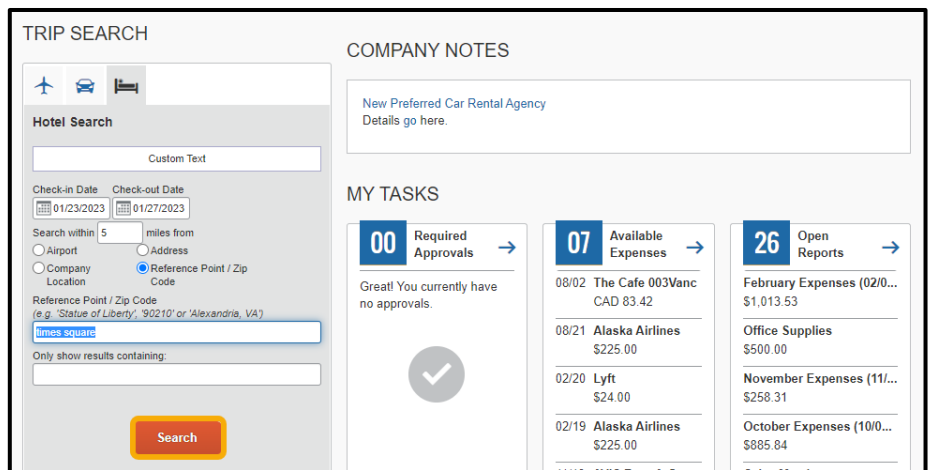 TRIP SEARCH
Hotel Search
Custom Text
Check-in Date Check-out Date
01/23/2023 01/27/2023
Search within 5 miles from
Airport Address
Company Location Reference Point / Zip Code
Reference Point / Zip Code
(e.g. 'Statue of Liberty', '90210' or 'Alexandria, VA')
times square
Only show results containing:
Search
COMPANY NOTES
New Preferred Car Rental Agency
Details go here.
MY TASKS
00 Required Approvals
Great! You currently have
no approvals.
07 Available Expenses
08/02 The Cafe 003Vanc
CAD 83.42
08/21 Alaska Airlines
$225.00
02/20 Lyft
$24.00
02/19 Alaska Airlines
$225.00
26 Open Reports
February Expenses (02/0...
$1,013.53
Office Supplies
$500.00
November Expenses (11/...
$258.31
October Expenses (10/0...
$885.84